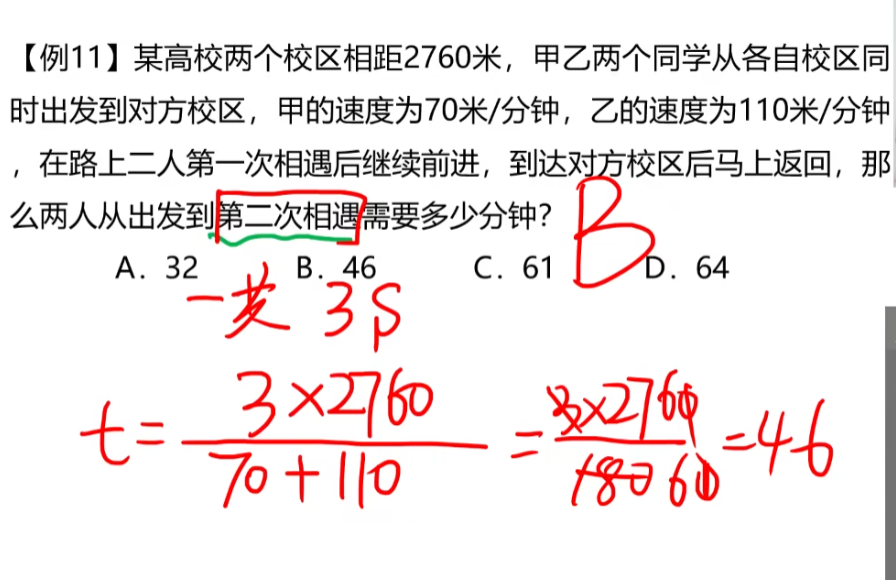 【例11】某高校两个校区相距2760米，甲乙两个同学从各自校区同
时出发到对方校区，甲的速度为70米/分钟，乙的速度为110米/分钟
，在路上二人第一次相遇后继续前进，到达对方校区后马上返回，那
么两人从出发到第二次相遇需要多少分钟？
B
A. 32 B. 46 C. 61 D. 64
一共 3S
t = 3×2760 / 70+110 = 3×2760 / 180 60 = 46